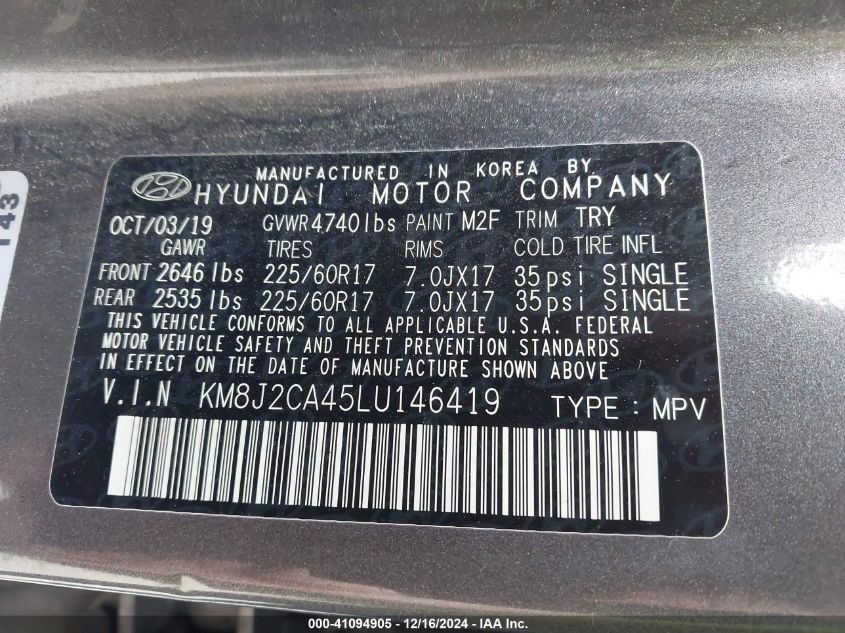 MANUFACTURED IN KOREA BY
HYUNDAI MOTOR COMPANY
OCT/03/19 GVWR 4740lbs PAINT M2F TRIM TRY
GAWR TIRES RIMS COLD TIRE INFL
FRONT 2646 lbs 225/60R17 7.0JX17 35psi SINGLE
REAR 2535 lbs 225/60R17 7.0JX17 35psi SINGLE
THIS VEHICLE CONFORMS TO ALL APPLICABLE U.S.A. FEDERAL
MOTOR VEHICLE SAFETY AND THEFT PREVENTION STANDARDS
IN EFFECT ON THE DATE OF MANUFACTURE SHOWN ABOVE
V.I.N KM8J2CA45LU146419 TYPE : MPV
143
000-41094905 - 12/16/2024 - IAA Inc.